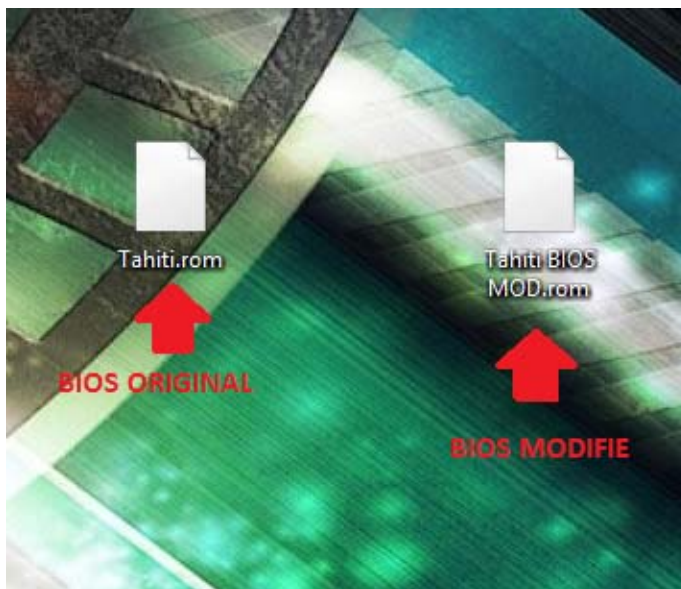 Tahiti.rom
Tahiti BIOS
MOD.rom
BIOS ORIGINAL
BIOS MODIFIE